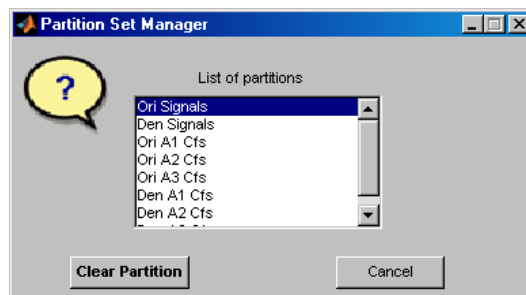 Partition Set Manager
?
List of partitions
Ori Signals
Den Signals
Ori A1 Cfs
Ori A2 Cfs
Ori A3 Cfs
Den A1 Cfs
Den A2 Cfs
Clear Partition
Cancel